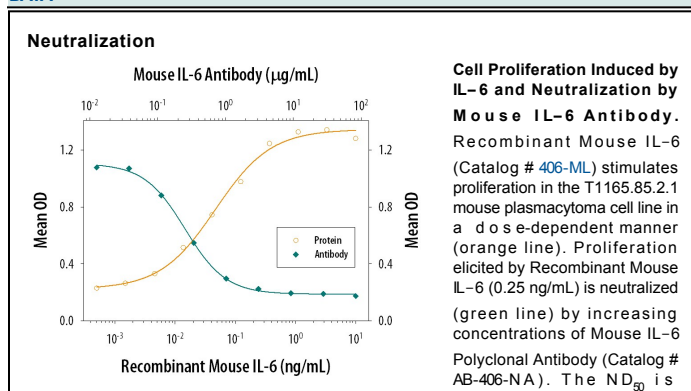 Neutralization
Mouse IL-6 Antibody (µg/mL)
10-2 10-1 100 101 102
1.2 1.2
0.8 0.8
0.4 0.4
0.0 0.0
Mean OD
Mean OD
Protein
Antibody
10-3 10-2 10-1 100 101
Recombinant Mouse IL-6 (ng/mL)
Cell Proliferation Induced by
IL-6 and Neutralization by
Mouse IL-6 Antibody.
Recombinant Mouse IL-6
(Catalog # 406-ML) stimulates
proliferation in the T1165.85.2.1
mouse plasmacytoma cell line in
a dose-dependent manner
(orange line). Proliferation
elicited by Recombinant Mouse
IL-6 (0.25 ng/mL) is neutralized
(green line) by increasing
concentrations of Mouse IL-6
Polyclonal Antibody (Catalog #
AB-406-NA). The ND50 is